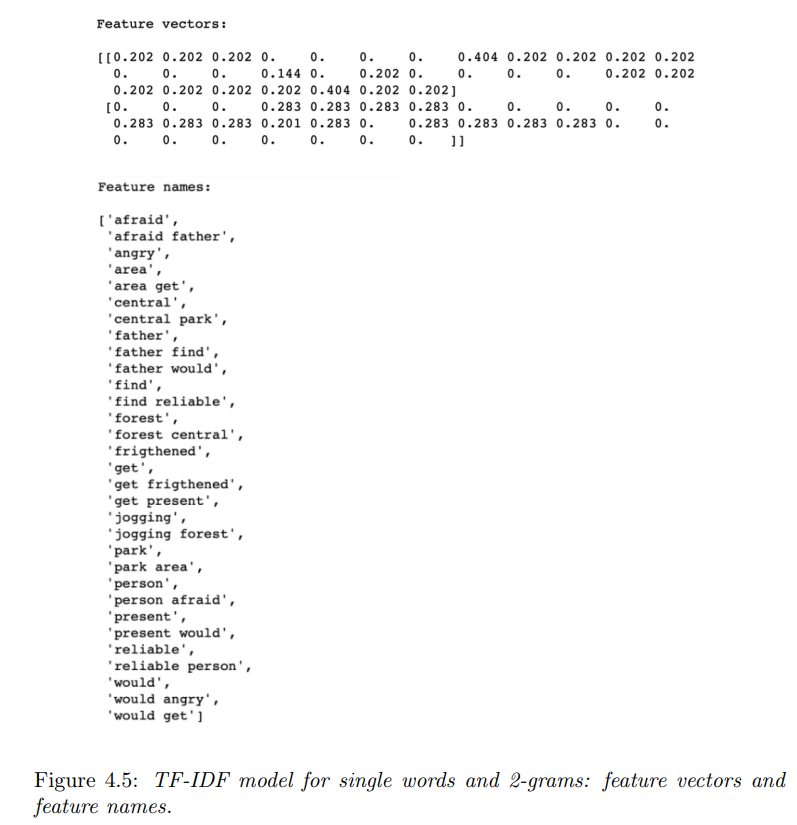 Feature vectors:
[[0.202 0.202 0.202 0. 0. 0. 0. 0.404 0.202 0.202 0.202 0.202
0. 0. 0. 0.144 0. 0.202 0. 0. 0. 0. 0.202 0.202
0.202 0.202 0.202 0.202 0.404 0.202 0.202]
[0. 0. 0. 0.283 0.283 0.283 0.283 0. 0. 0. 0. 0.
0.283 0.283 0.283 0.201 0.283 0. 0.283 0.283 0.283 0.283 0. 0.
0. 0. 0. 0. 0. 0. 0. ]]
Feature names:
['afraid',
'afraid father',
'angry',
'area',
'area get',
'central',
'central park',
'father',
'father find',
'father would',
'find',
'find reliable',
'forest',
'forest central',
'frigthened',
'get',
'get frigthened',
'get present',
'jogging',
'jogging forest',
'park',
'park area',
'person',
'person afraid',
'present',
'present would',
'reliable',
'reliable person',
'would',
'would angry',
'would get']
Figure 4.5: TF-IDF model for single words and 2-grams: feature vectors and
feature names.